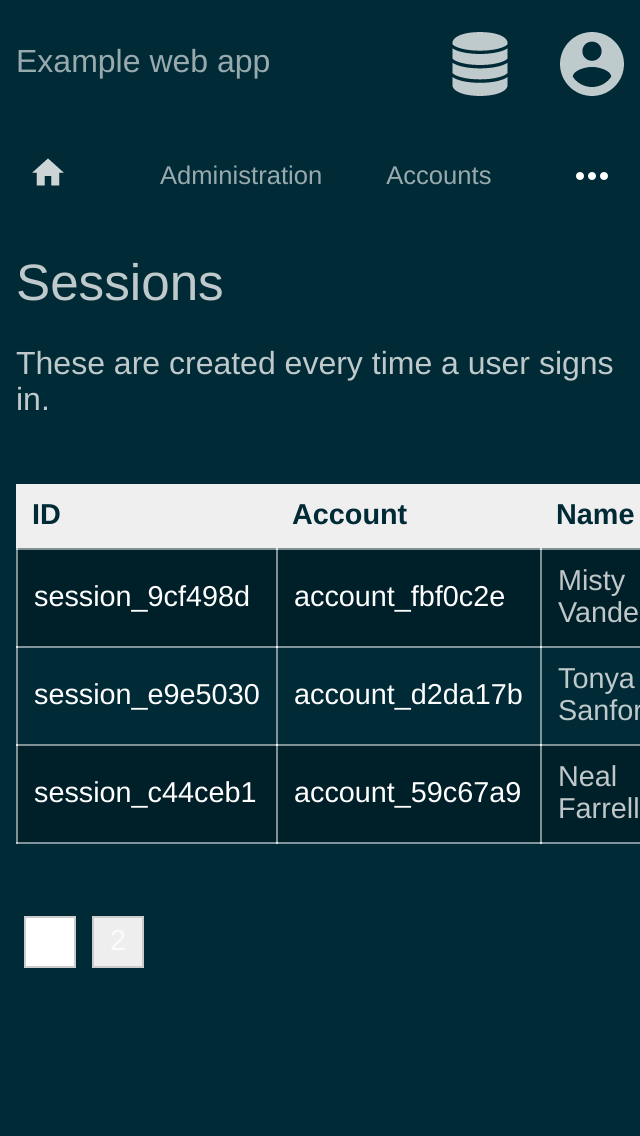 Example web app
Administration Accounts
Sessions
These are created every time a user signs
in.
ID Account Name
session_9cf498d account_fbf0c2e Misty
Vande
session_e9e5030 account_d2da17b Tonya
Sanfor
session_c44ceb1 account_59c67a9 Neal
Farrell
2